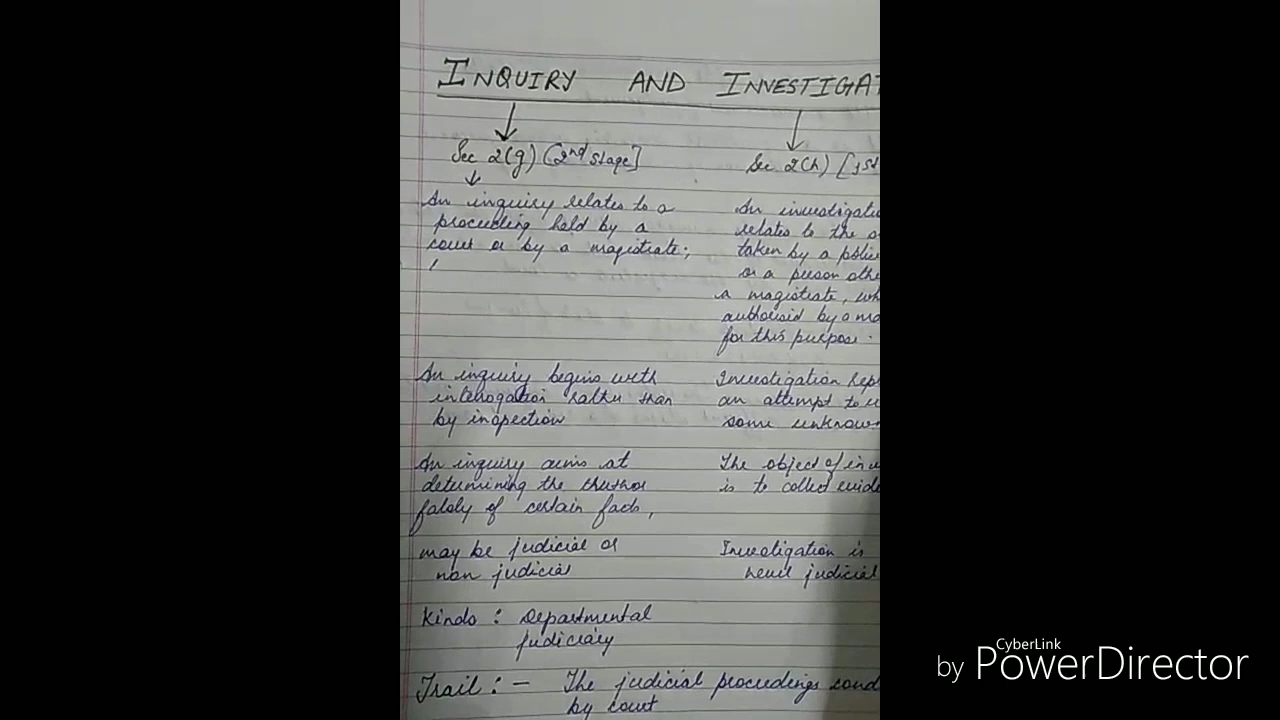 INQUIRY AND INVESTIGAT
Sec 2(g) (2nd stage] Sec 2(h) [1st
An inquiry relates to a
proceeding held by a
court or by a magistrate;
An investigati
relates to the
taken by a police
or a person othe
a magistrate, wh
authorised by a ma
for this purpose.
An inquiry begins with
interrogation rather than
by inspection
Investigation rep
an attempt to
some unknown
An inquiry aims at
determining the truth or
falsly of certain facts,
The object of inv
is to collect evide
may be judicial or
non judicial
Investigation is
never judicial
Kinds : Departmental
judiciary
Trail : — The judicial proceedings cond
by court
CyberLink
by PowerDirector